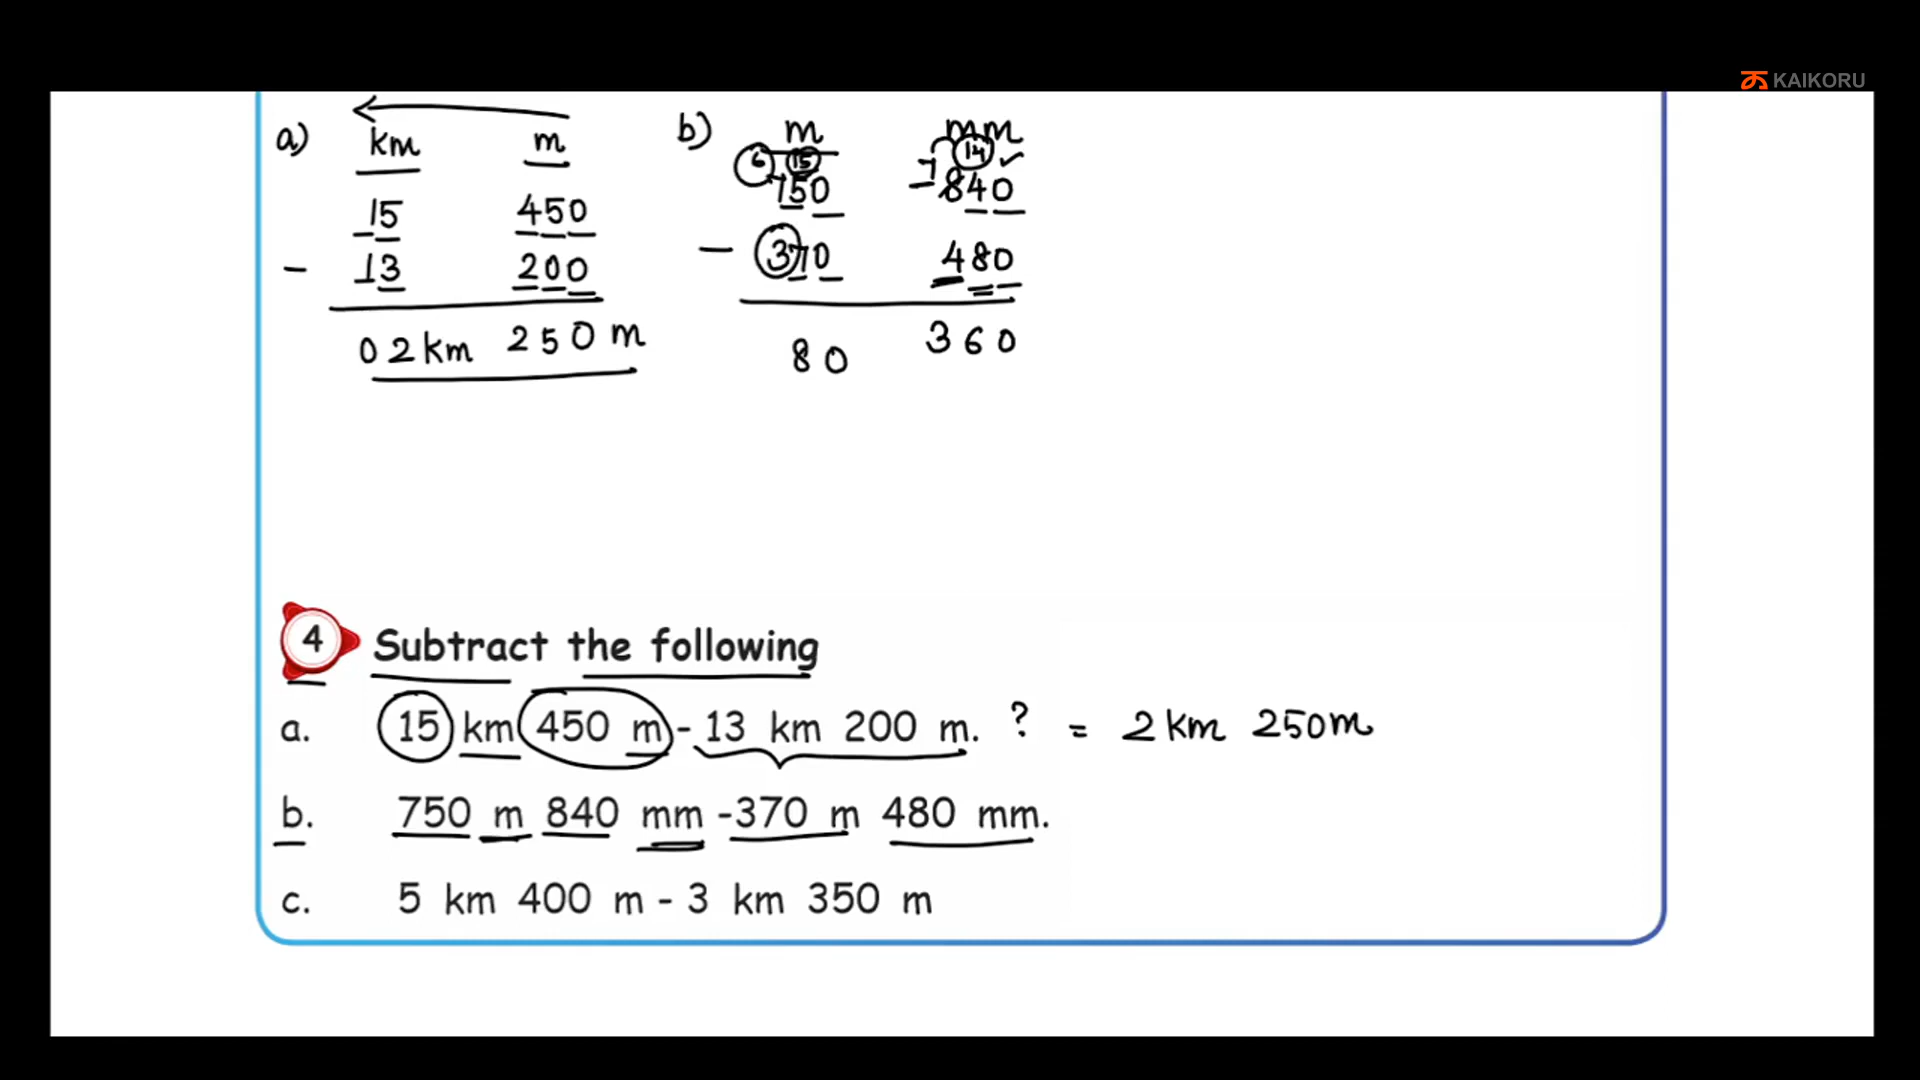 KAIKORU
a) km m
15 450
- 13 200
02 km 250 m
b) m mm
6 15 7 14
750 840
- 370 480
80 360
4 Subtract the following
a. 15 km 450 m - 13 km 200 m. ? = 2 km 250m
b. 750 m 840 mm -370 m 480 mm.
c. 5 km 400 m - 3 km 350 m